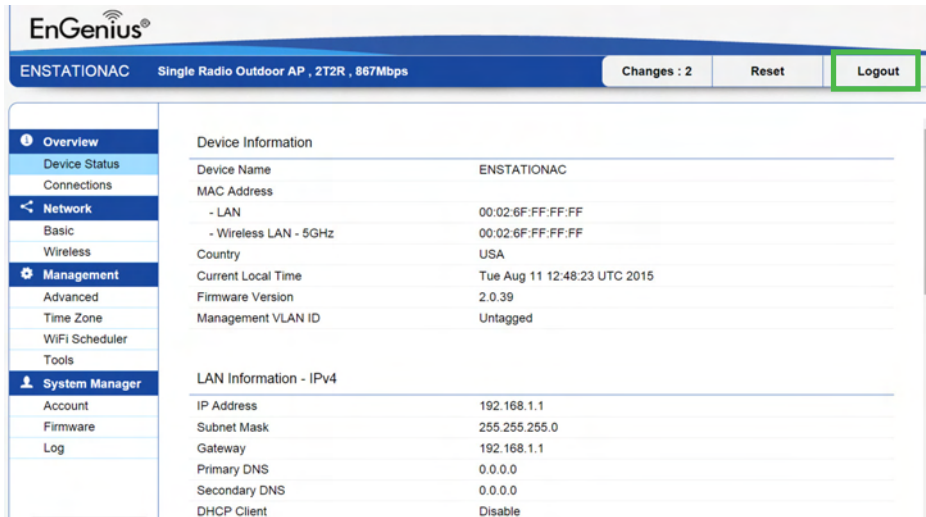 EnGenius®
ENSTATIONAC Single Radio Outdoor AP , 2T2R , 867Mbps Changes : 2 Reset Logout
Overview
Device Status
Connections
Network
Basic
Wireless
Management
Advanced
Time Zone
WiFi Scheduler
Tools
System Manager
Account
Firmware
Log
Device Information
Device Name ENSTATIONAC
MAC Address
- LAN 00:02:6F:FF:FF:FF
- Wireless LAN - 5GHz 00:02:6F:FF:FF:FF
Country USA
Current Local Time Tue Aug 11 12:48:23 UTC 2015
Firmware Version 2.0.39
Management VLAN ID Untagged
LAN Information - IPv4
IP Address 192.168.1.1
Subnet Mask 255.255.255.0
Gateway 192.168.1.1
Primary DNS 0.0.0.0
Secondary DNS 0.0.0.0
DHCP Client Disable